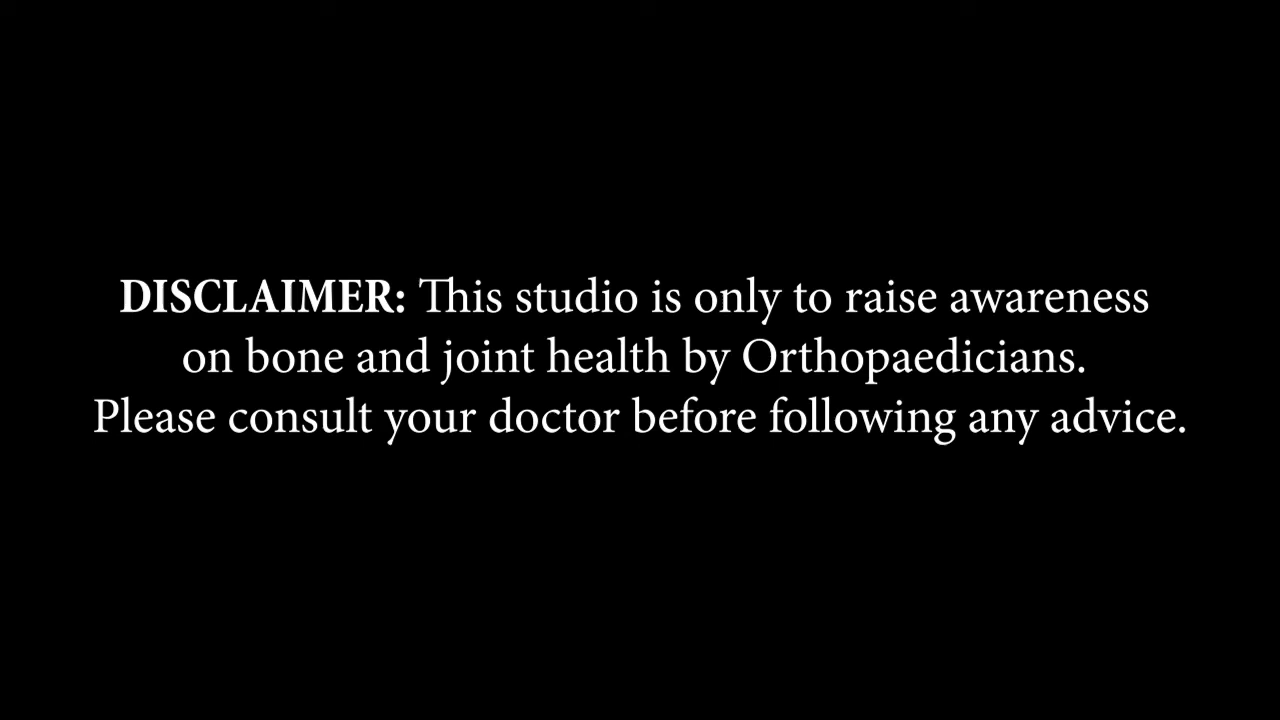 DISCLAIMER: This studio is only to raise awareness
on bone and joint health by Orthopaedicians.
Please consult your doctor before following any advice.